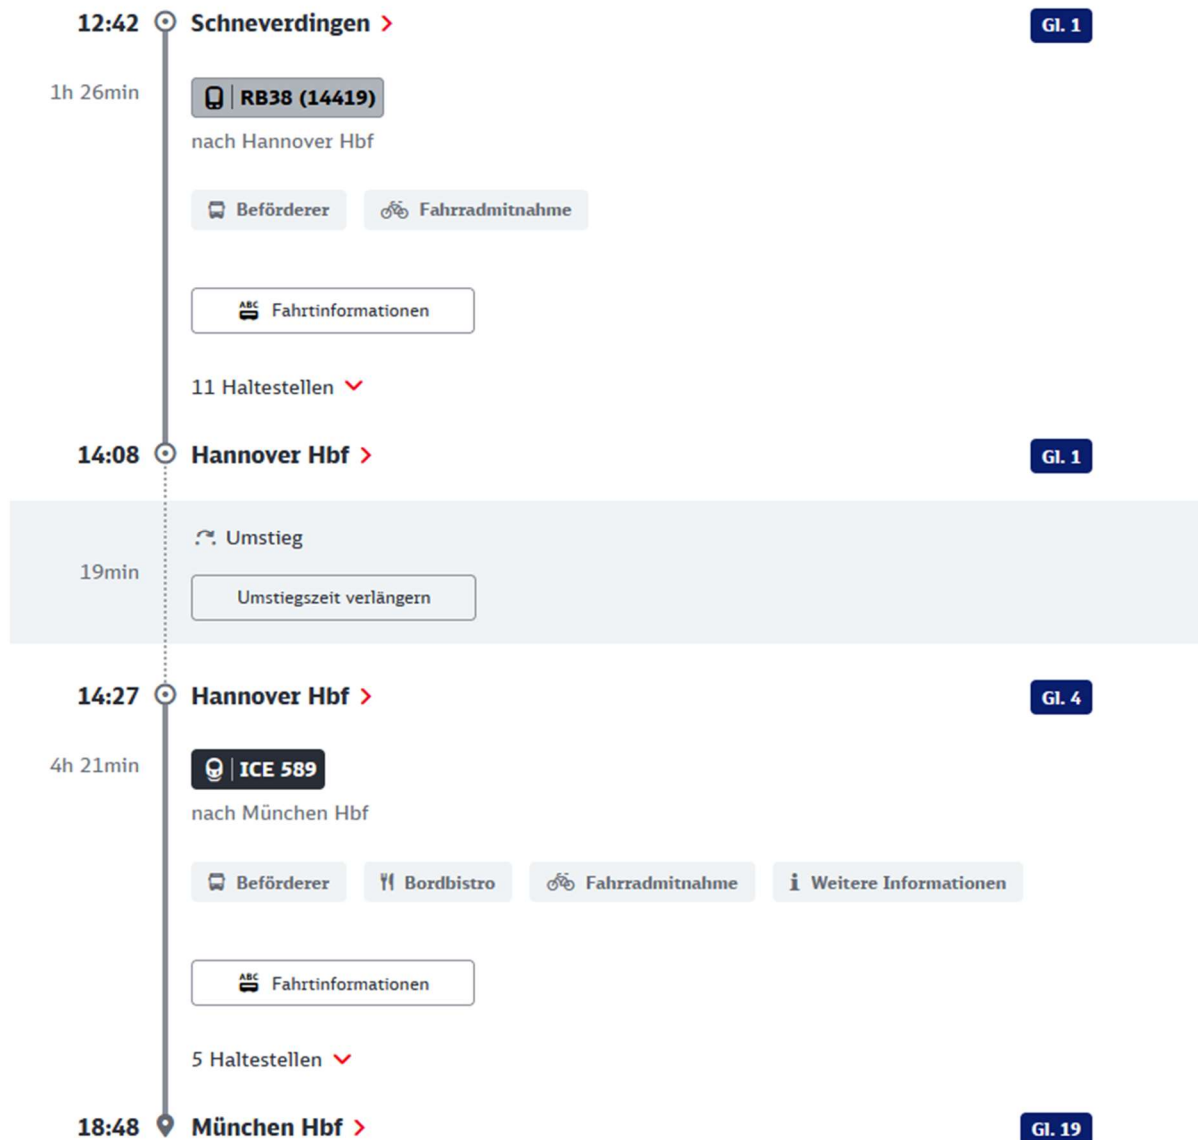 12:42 Schneverdingen Gl. 1
1h 26min RB38 (14419)
nach Hannover Hbf
Beförderer Fahrradmitnahme
ABC Fahrtinformationen
11 Haltestellen
14:08 Hannover Hbf Gl. 1
Umstieg
19min
Umstiegszeit verlängern
14:27 Hannover Hbf Gl. 4
4h 21min ICE 589
nach München Hbf
Beförderer Bordbistro Fahrradmitnahme Weitere Informationen
ABC Fahrtinformationen
5 Haltestellen
18:48 München Hbf Gl. 19